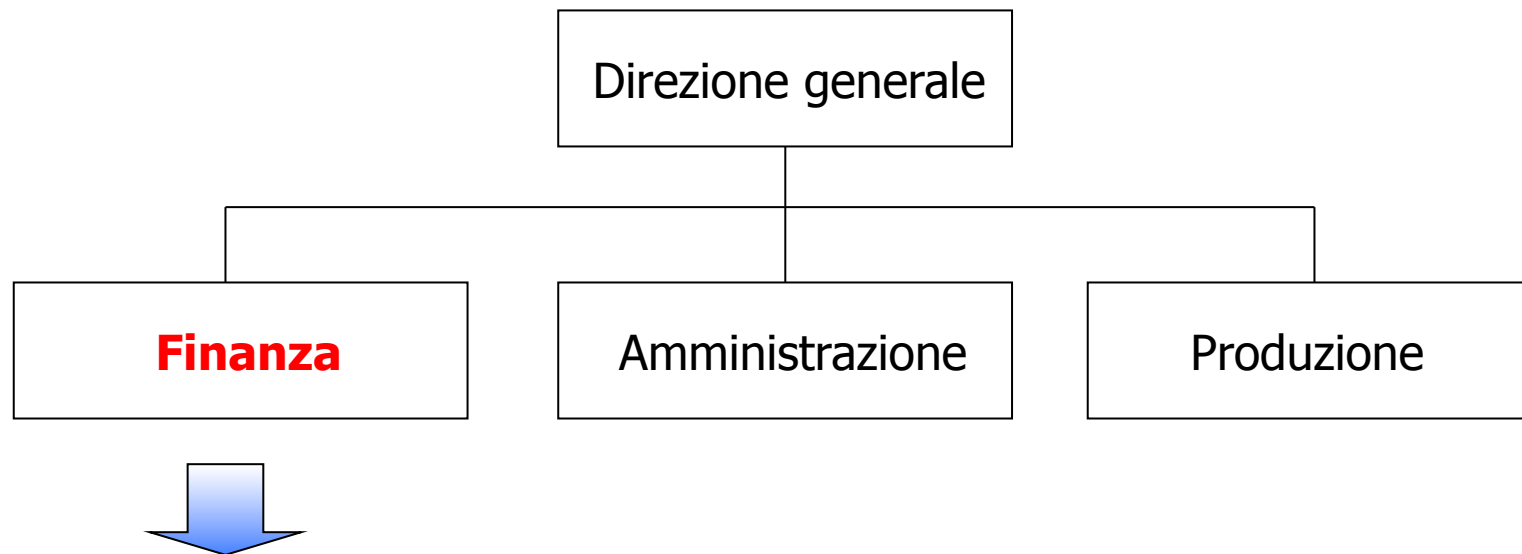 Direzione generale
Finanza
Amministrazione
Produzione